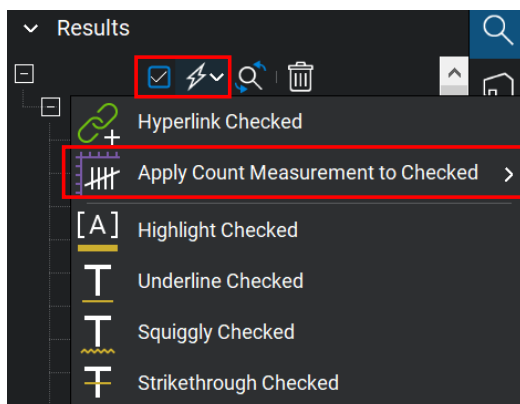 Results
Hyperlink Checked
Apply Count Measurement to Checked
[A] Highlight Checked
T Underline Checked
T Squiggly Checked
T Strikethrough Checked